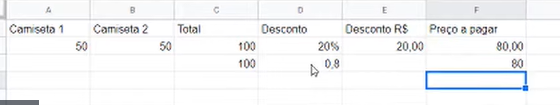 A B C D E F
Camiseta 1 Camiseta 2 Total Desconto Desconto R$ Preço a pagar
50 50 100 20% 20,00 80,00
100 0,8 80